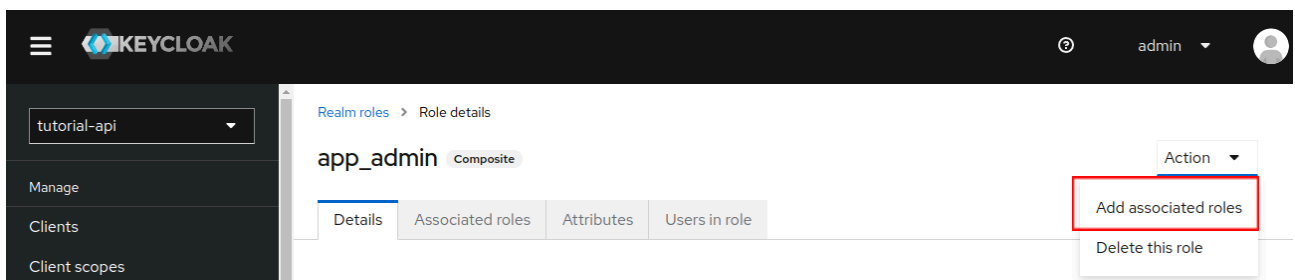 KEYCLOAK
admin
tutorial-api
Realm roles > Role details
app_admin Composite
Action
Manage
Add associated roles
Details Associated roles Attributes Users in role
Clients
Delete this role
Client scopes